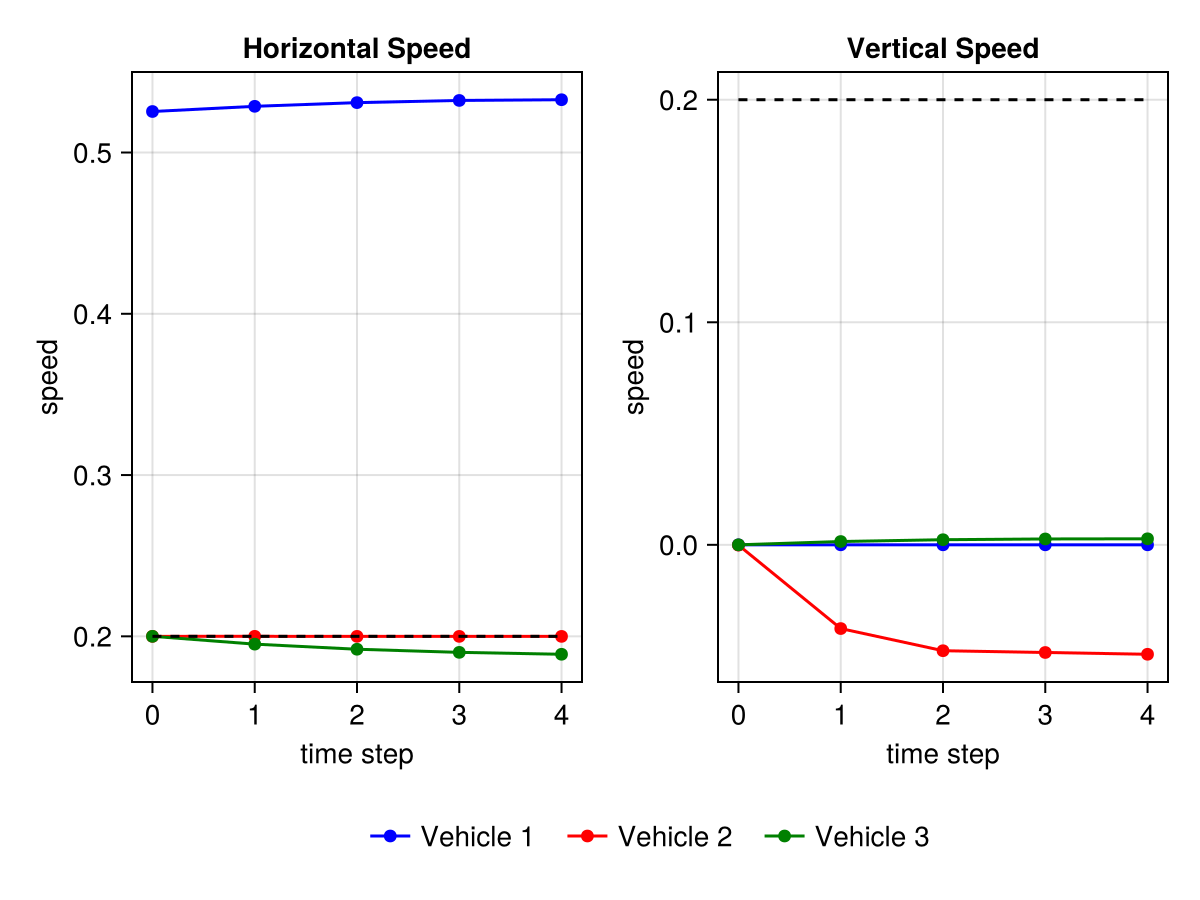 Horizontal Speed
0.5
0.4
0.3
0.2
speed
0 1 2 3 4
time step
Vertical Speed
0.2
0.1
0.0
speed
0 1 2 3 4
time step
Vehicle 1 Vehicle 2 Vehicle 3